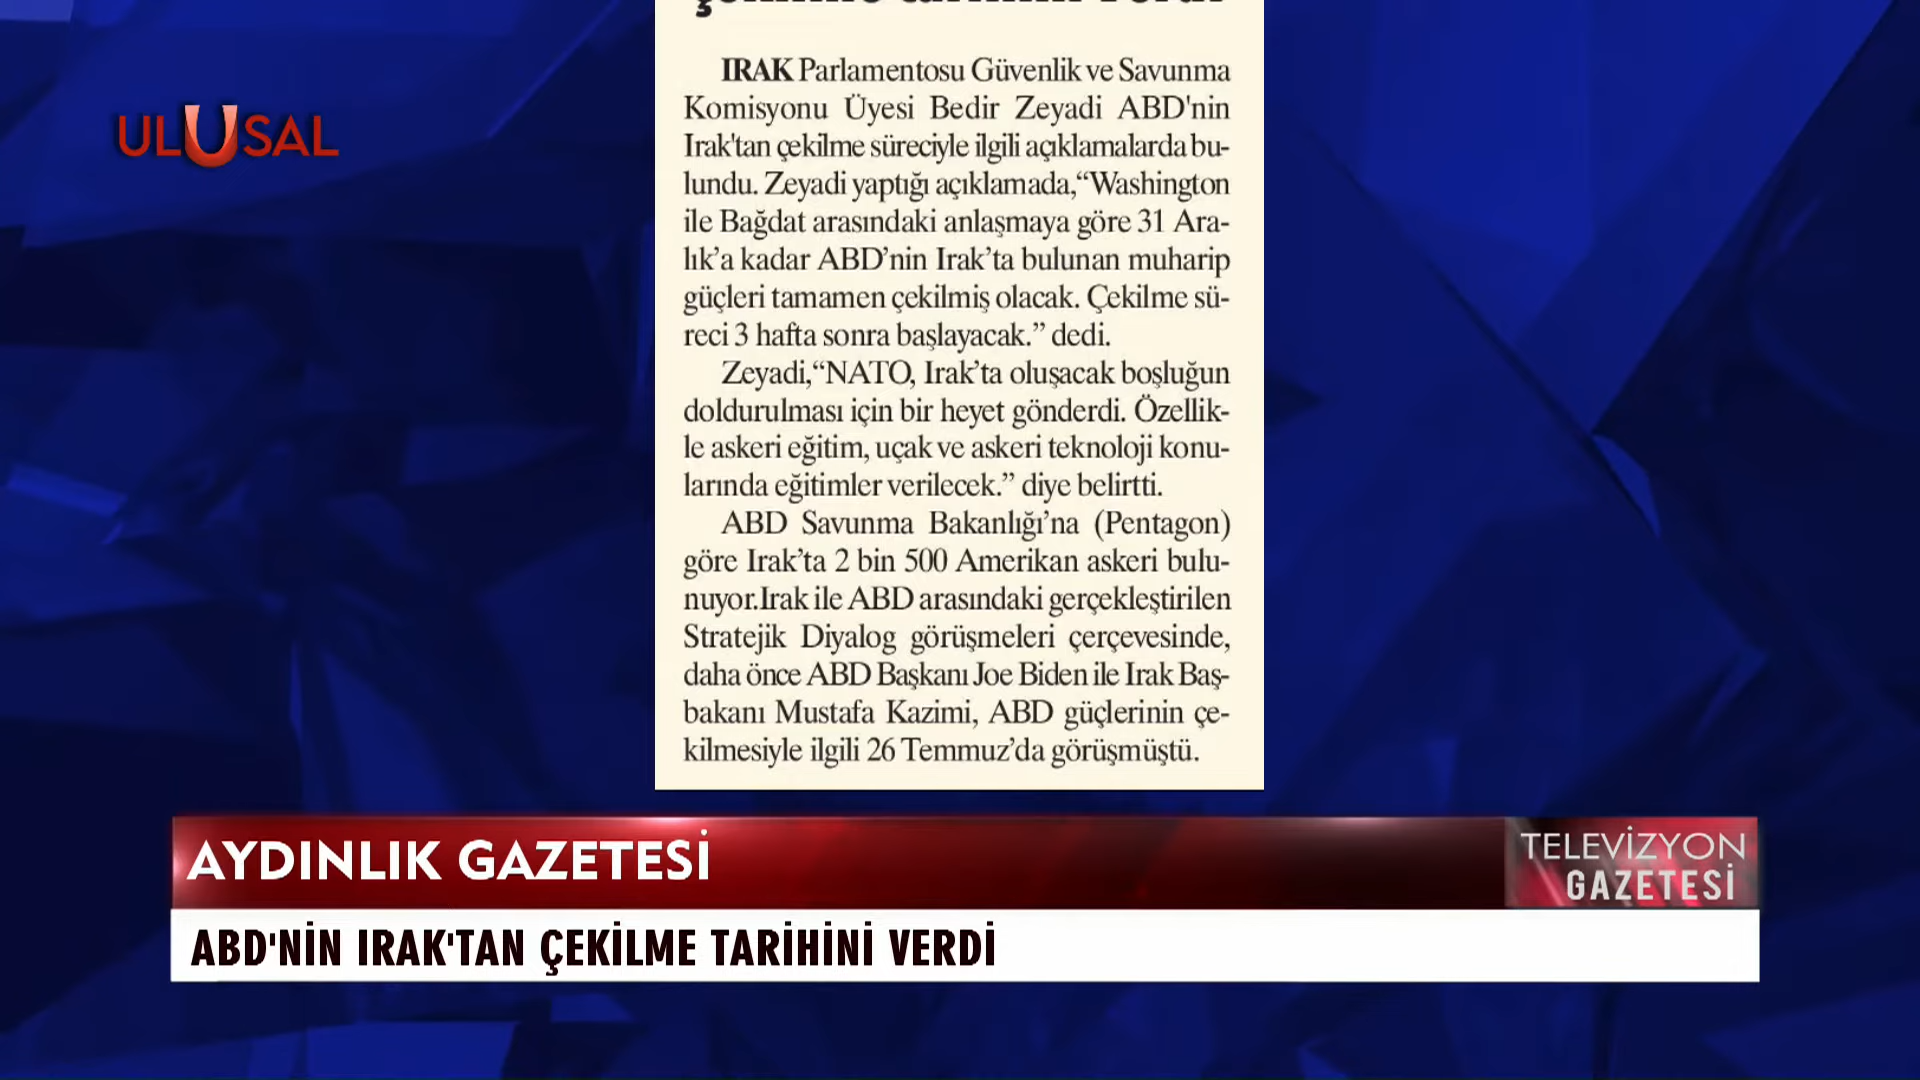 ULUSAL
IRAK Parlamentosu Güvenlik ve Savunma
Komisyonu Üyesi Bedir Zeyadi ABD'nin
Irak'tan çekilme süreciyle ilgili açıklamalarda bu-
lundu. Zeyadi yaptığı açıklamada,“Washington
ile Bağdat arasındaki anlaşmaya göre 31 Ara-
lık’a kadar ABD’nin Irak’ta bulunan muharip
güçleri tamamen çekilmiş olacak. Çekilme sü-
reci 3 hafta sonra başlayacak.” dedi.
Zeyadi,“NATO, Irak’ta oluşacak boşluğun
doldurulması için bir heyet gönderdi. Özellik-
le askeri eğitim, uçak ve askeri teknoloji konu-
larında eğitimler verilecek.” diye belirtti.
ABD Savunma Bakanlığı’na (Pentagon)
göre Irak’ta 2 bin 500 Amerikan askeri bulu-
nuyor.Irak ile ABD arasındaki gerçekleştirilen
Stratejik Diyalog görüşmeleri çerçevesinde,
daha önce ABD Başkanı Joe Biden ile Irak Baş-
bakanı Mustafa Kazimi, ABD güçlerinin çe-
kilmesiyle ilgili 26 Temmuz’da görüşmüştü.
AYDINLIK GAZETESİ
TELEVİZYON
GAZETESİ
ABD'NİN IRAK'TAN ÇEKİLME TARİHİNİ VERDİ